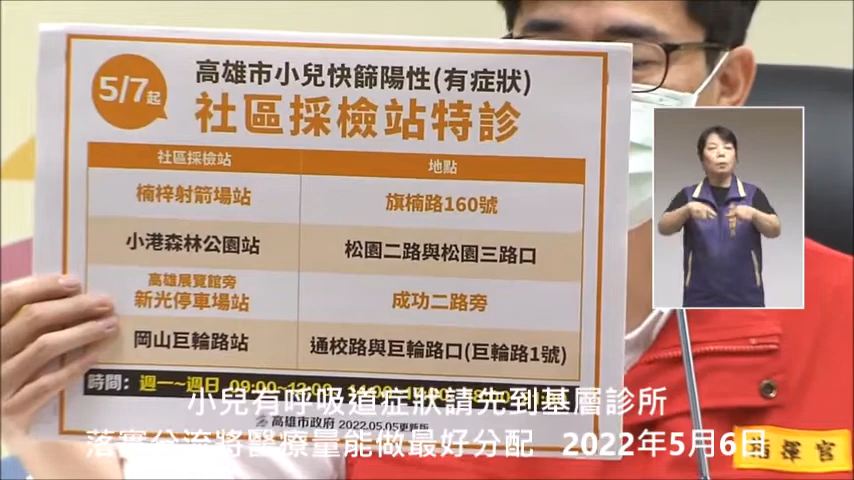 5/7起
高雄市小兒快篩陽性(有症狀)
社區採檢站特診
社區採檢站 地點
楠梓射箭場站 旗楠路160號
小港森林公園站 松園二路與松園三路口
高雄展覽館旁
新光停車場站 成功二路旁
岡山巨輪路站 通校路與巨輪路口(巨輪路1號)
時間：週一~週日 09:00~12:00
小兒有呼吸道症狀請先到基層診所
高雄市政府 2022.05.05更新版
落實分流將醫療量能做最好分配 2022年5月6日
指揮官